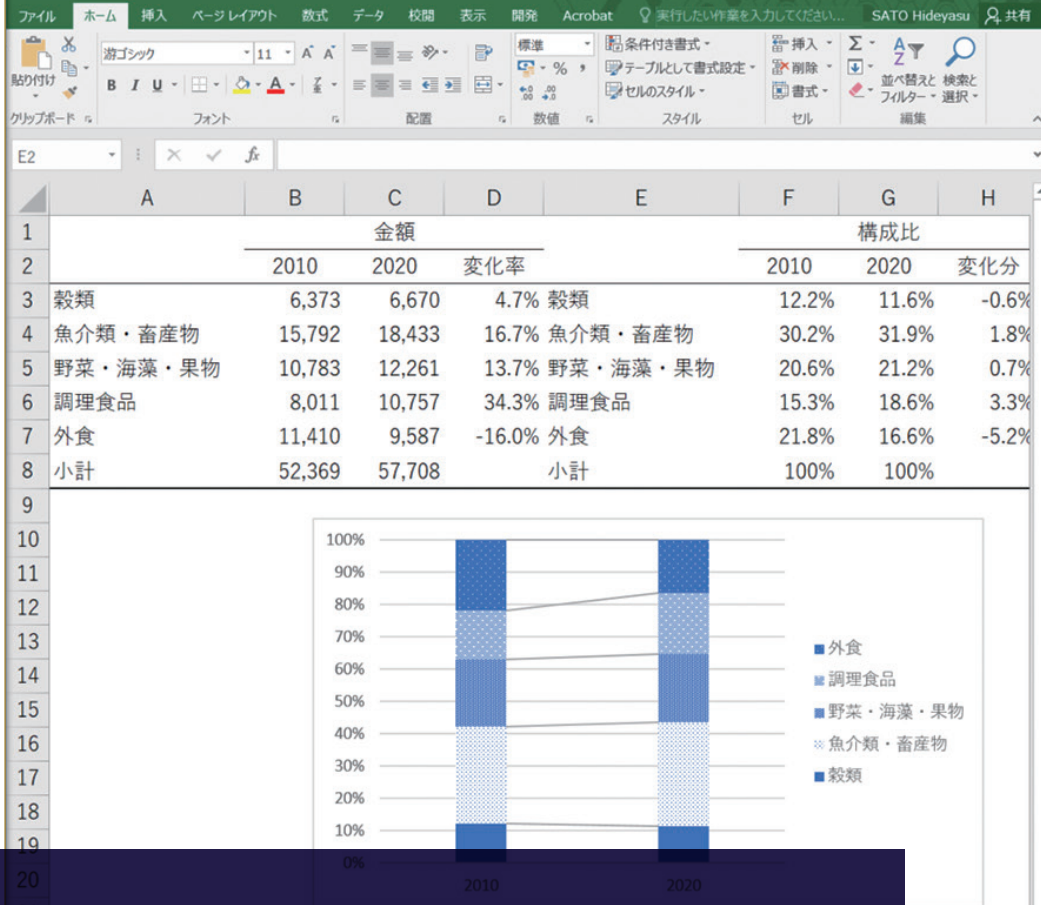 ファイル ホーム 挿入 ページ レイアウト 数式 データ 校閲 表示 開発 Acrobat 実行したい作業を入力してください... SATO Hideyasu 共有
游ゴシック 11 A A 標準 条件付き書式 挿入 Σ
貼り付け B I U A % , テーブルとして書式設定 削除 並べ替えと フィルター 検索と 選択
セルのスタイル 書式
クリップボード フォント 配置 数値 スタイル セル 編集
E2 fx
A B C D E F G H
1 金額 構成比
2 2010 2020 変化率 2010 2020 変化分
3 穀類 6,373 6,670 4.7% 穀類 12.2% 11.6% -0.6%
4 魚介類・畜産物 15,792 18,433 16.7% 魚介類・畜産物 30.2% 31.9% 1.8%
5 野菜・海藻・果物 10,783 12,261 13.7% 野菜・海藻・果物 20.6% 21.2% 0.7%
6 調理食品 8,011 10,757 34.3% 調理食品 15.3% 18.6% 3.3%
7 外食 11,410 9,587 -16.0% 外食 21.8% 16.6% -5.2%
8 小計 52,369 57,708 小計 100% 100%
9
10 100%
11 90%
12 80%
13 70% 外食
14 60% 調理食品
15 50% 野菜・海藻・果物
16 40% 魚介類・畜産物
17 30% 穀類
18 20%
19 10%
0%
20 2010 2020